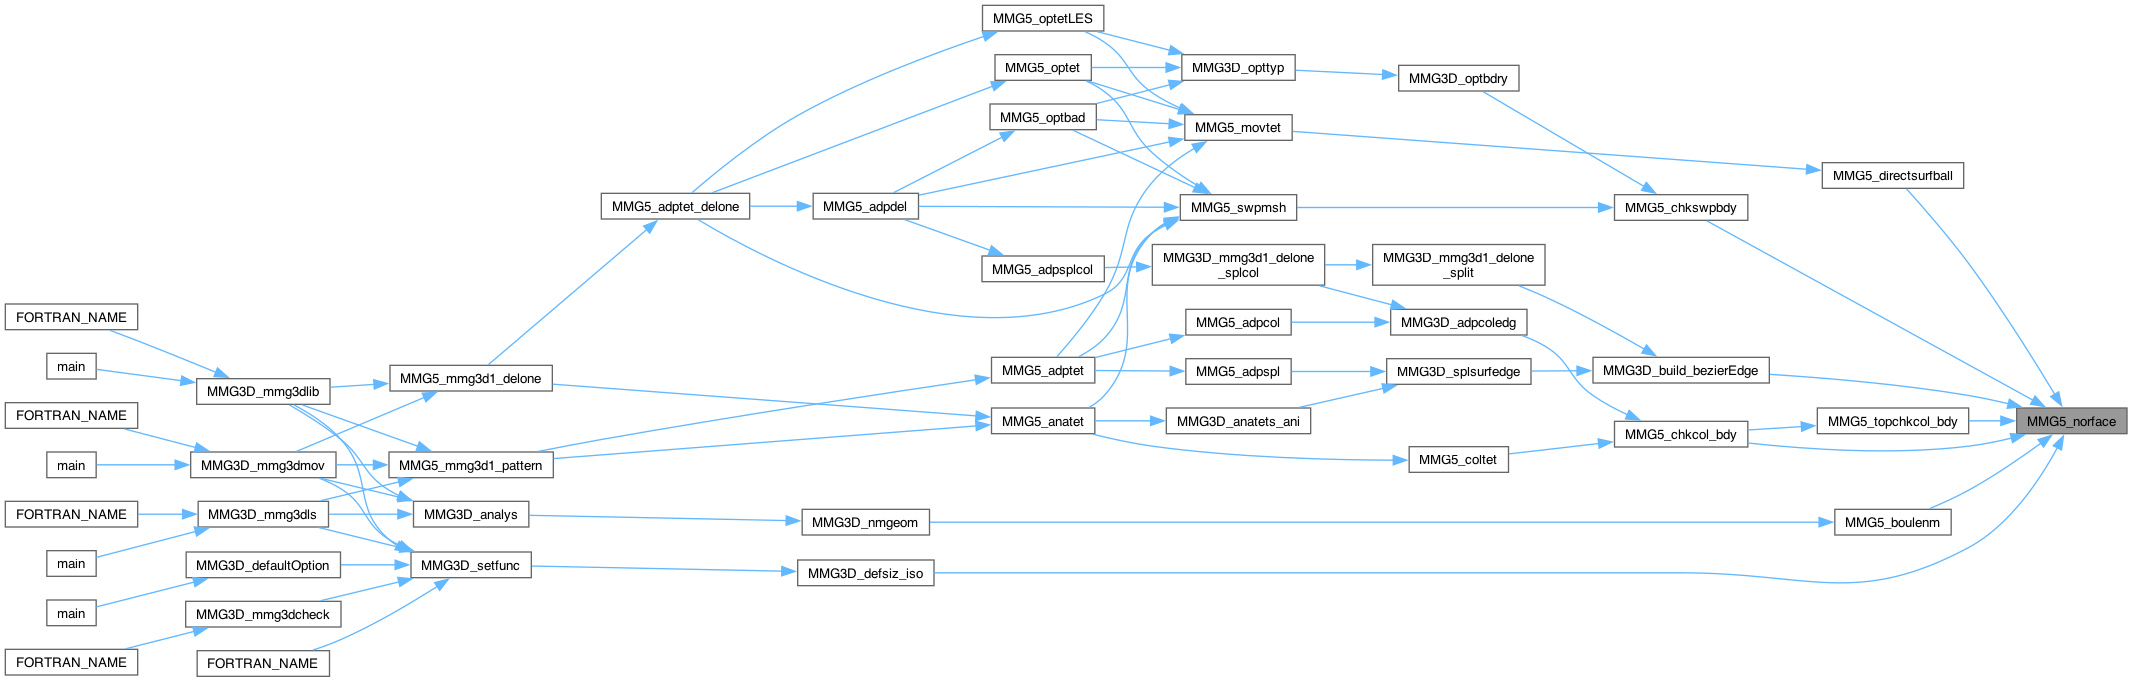 MMG5_optetLES
MMG5_optet
MMG3D_opttyp
MMG3D_optbdry
MMG5_optbad
MMG5_movtet
MMG5_directsurfball
MMG5_adptet_delone
MMG5_adpdel
MMG5_swpmsh
MMG5_chkswpbdy
MMG5_adpsplcol
MMG3D_mmg3d1_delone
_splcol
MMG3D_mmg3d1_delone
_split
FORTRAN_NAME
MMG5_adpcol
MMG3D_adpcoledg
main
MMG3D_mmg3dlib
MMG5_mmg3d1_delone
MMG5_adptet
MMG5_adpspl
MMG3D_splsurfedge
MMG3D_build_bezierEdge
FORTRAN_NAME
MMG5_anatet
MMG3D_anatets_ani
MMG5_topchkcol_bdy
MMG5_norface
MMG5_chkcol_bdy
main
MMG3D_mmg3dmov
MMG5_mmg3d1_pattern
MMG5_coltet
FORTRAN_NAME
MMG3D_mmg3dls
MMG3D_analys
MMG3D_nmgeom
MMG5_boulenm
main
MMG3D_defaultOption
MMG3D_setfunc
MMG3D_defsiz_iso
main
MMG3D_mmg3dcheck
FORTRAN_NAME
FORTRAN_NAME